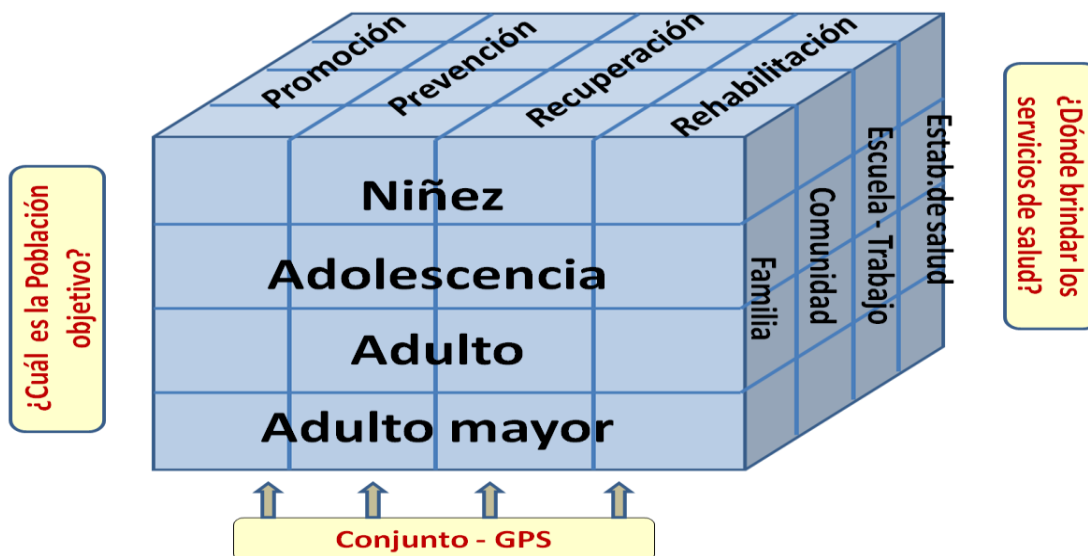 Promoción
Prevención
Recuperación
Rehabilitación
¿Cuál es la Población
objetivo?
Niñez
Adolescencia
Adulto
Adulto mayor
Familia
Comunidad
Escuela - Trabajo
Estab.de salud
¿Dónde brindar los
servicios de salud?
Conjunto - GPS